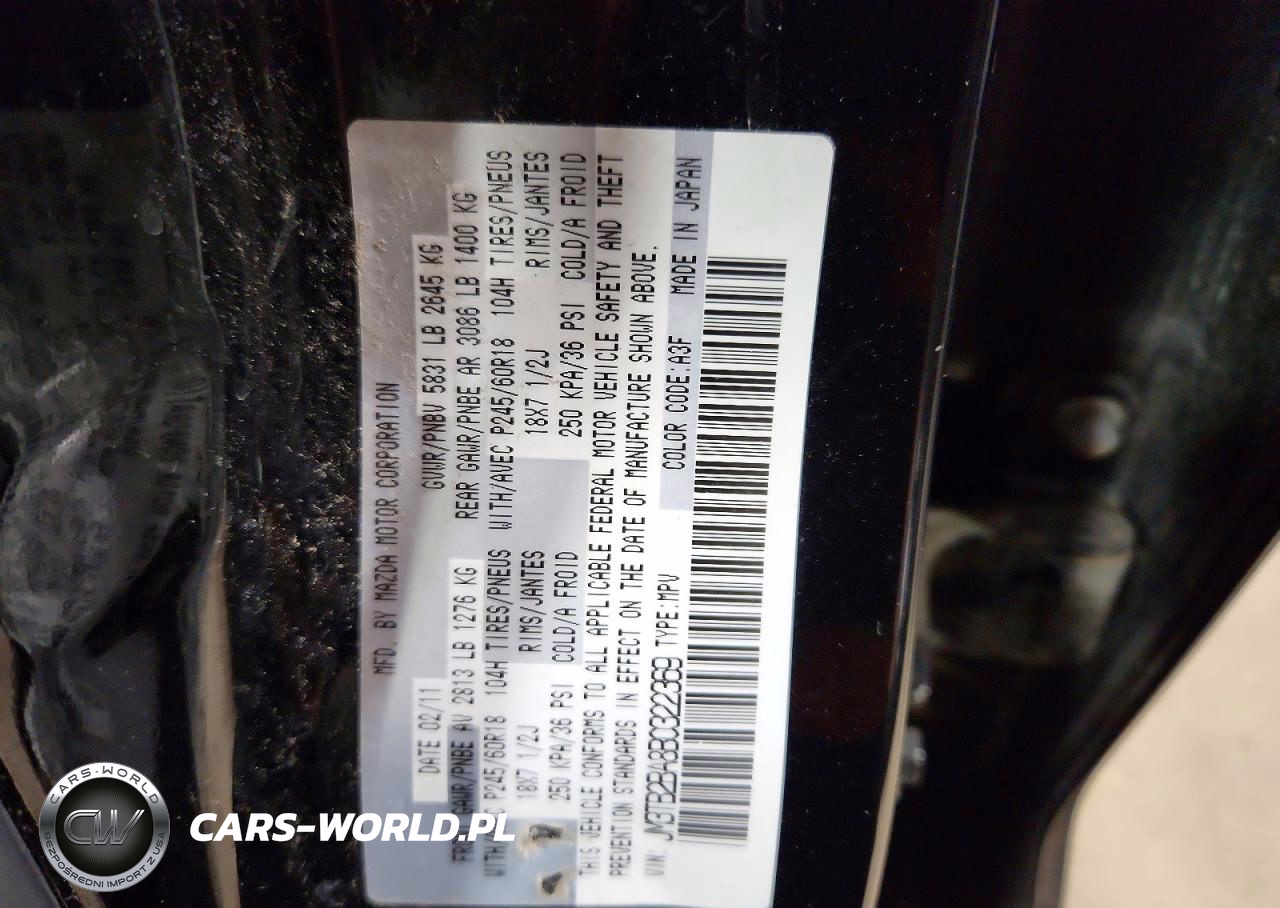 MFD. BY MAZDA MOTOR CORPORATION
DATE 02/11 GVWR/PNBV 5831 LB 2645 KG
GAWR/PNBE AV 2813 LB 1276 KG REAR GAWR/PNBE AR 3086 LB 1400 KG
P245/60R18 104H TIRES/PNEUS WITH/AVEC P245/60R18 104H TIRES/PNEUS
18X7 1/2J RIMS/JANTES 18X7 1/2J RIMS/JANTES
250 KPA/36 PSI COLD/A FROID 250 KPA/36 PSI COLD/A FROID
THIS VEHICLE CONFORMS TO ALL APPLICABLE FEDERAL MOTOR VEHICLE SAFETY AND THEFT
PREVENTION STANDARDS IN EFFECT ON THE DATE OF MANUFACTURE SHOWN ABOVE.
VIN: JM3TB2BA8B0322369 TYPE:MPV COLOR CODE:A3F MADE IN JAPAN
CARS-WORLD
CW
BEZPOŚREDNI IMPORT Z USA
CARS-WORLD.PL